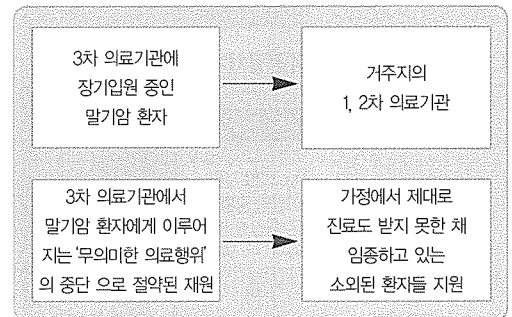 3차 의료기관에
장기입원 중인
말기암 환자
거주지의
1, 2차 의료기관
3차 의료기관에서
말기암 환자에게 이루어
지는 '무의미한 의료행위'
의 중단 으로 절약된 재원
가정에서 제대로
진료도 받지 못한 채
임종하고 있는
소외된 환자들 지원